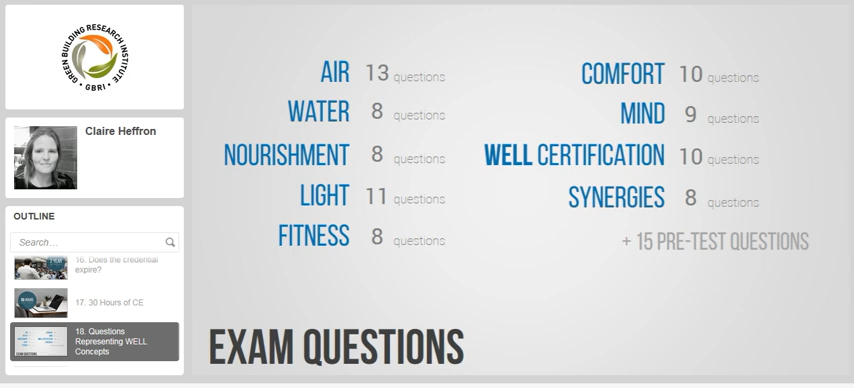 GREEN BUILDING RESEARCH INSTITUTE
• GBRI •
Claire Heffron
OUTLINE
Search...
16. Does the credential
expire?
17. 30 Hours of CE
18. Questions
Representing WELL
Concepts
AIR 13 questions
WATER 8 questions
NOURISHMENT 8 questions
LIGHT 11 questions
FITNESS 8 questions
COMFORT 10 questions
MIND 9 questions
WELL CERTIFICATION 10 questions
SYNERGIES 8 questions
+ 15 PRE-TEST QUESTIONS
EXAM QUESTIONS